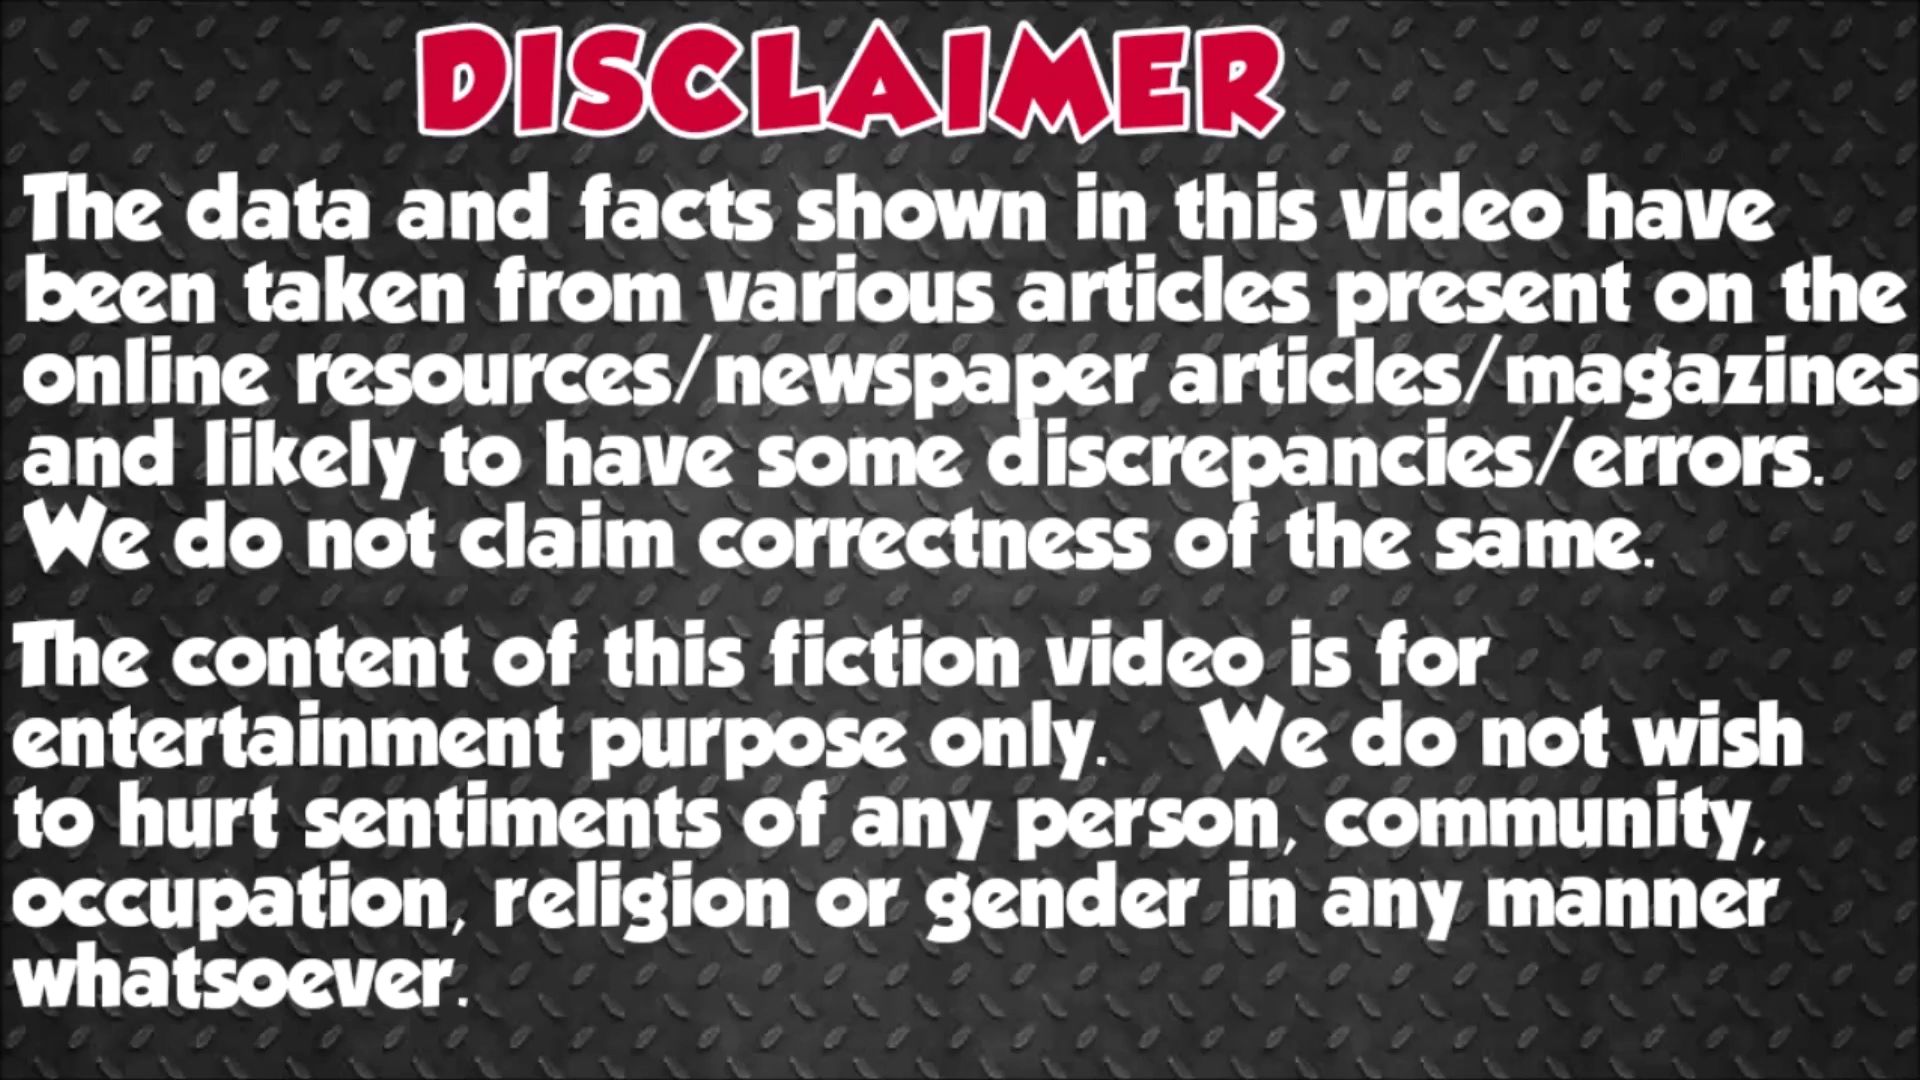 DISCLAIMER
The data and facts shown in this video have
been taken from various articles present on the
online resources/newspaper articles/magazines
and likely to have some discrepancies/errors.
We do not claim correctness of the same.
The content of this fiction video is for
entertainment purpose only. We do not wish
to hurt sentiments of any person, community,
occupation, religion or gender in any manner
whatsoever.